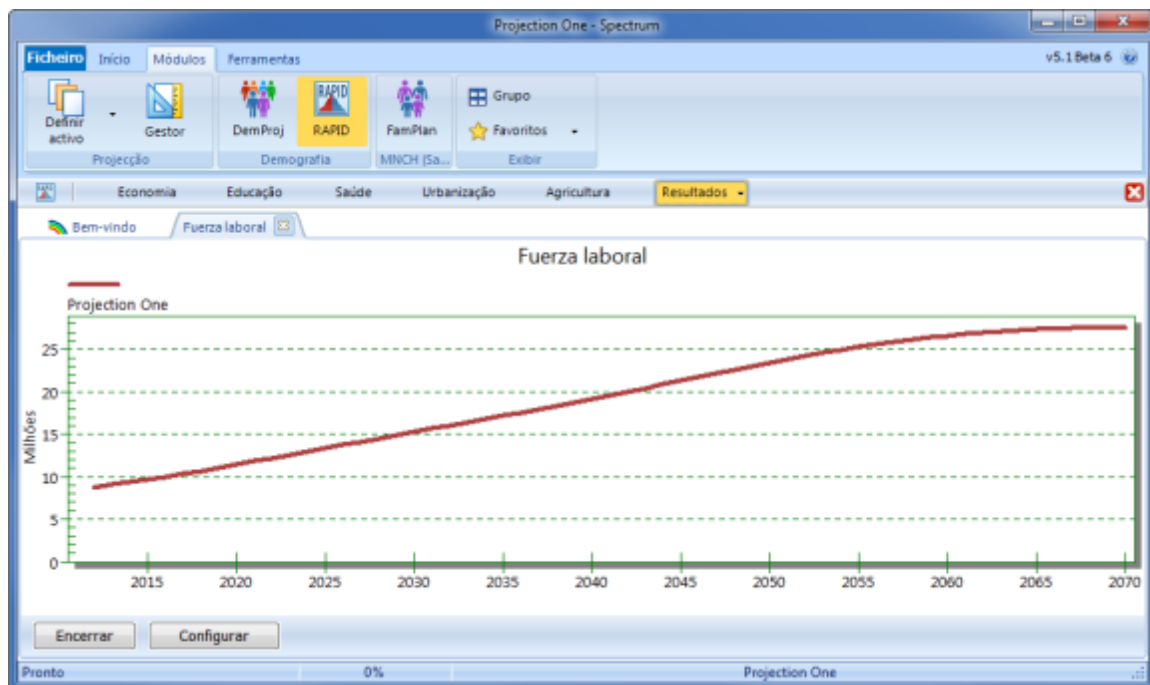 Projection One - Spectrum
Ficheiro Início Módulos Ferramentas v5.1 Beta 6
Definir activo Gestor
RAPID
DemProj RAPID FamPlan
Grupo
Favoritos
Projecção Demografia MNCH (Sa... Exibir
Economia Educação Saúde Urbanização Agricultura Resultados
Bem-vindo Fuerza laboral
Fuerza laboral
Projection One
Milhões
25
20
15
10
5
0
2015 2020 2025 2030 2035 2040 2045 2050 2055 2060 2065 2070
Encerrar Configurar
Pronto 0% Projection One